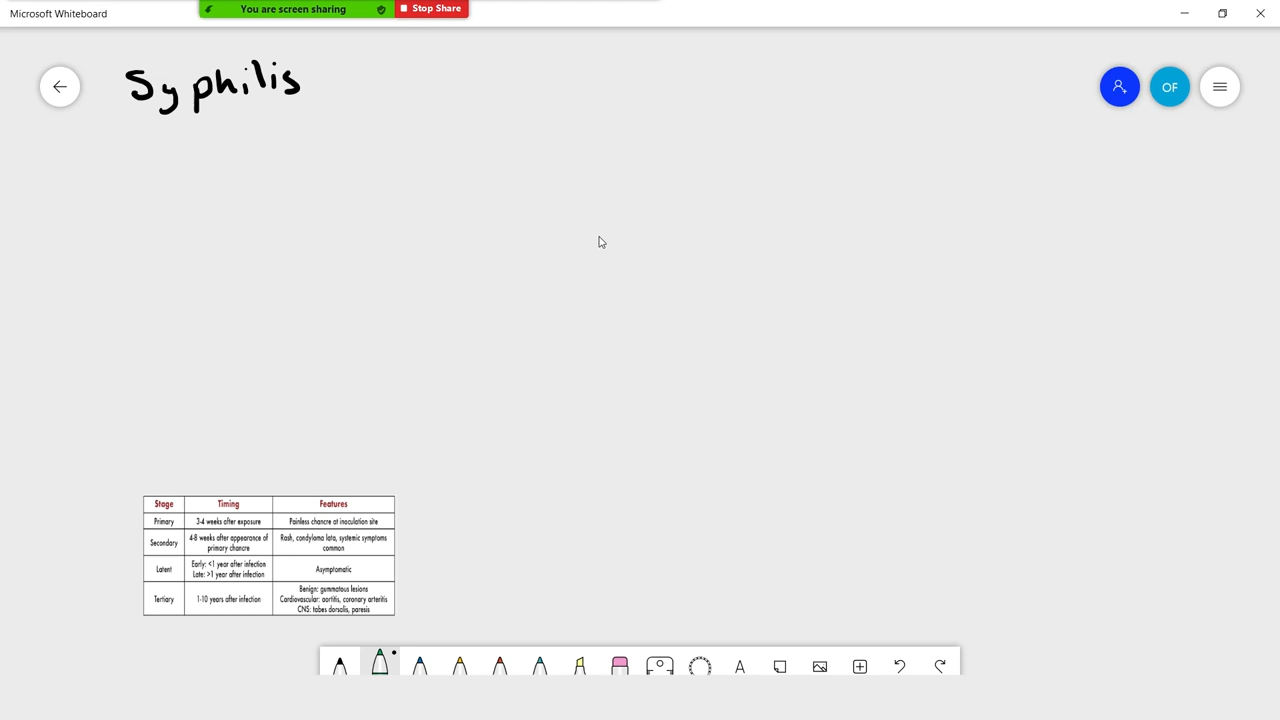 Microsoft Whiteboard
You are screen sharing
Stop Share
Syphilis
OF
Stage Timing Features
Primary 3-4 weeks after exposure Painless chancre at inoculation site
Secondary 4-8 weeks after appearance of primary chancre Rash, condyloma lata, systemic symptoms common
Latent Early: <1 year after infection Late: >1 year after infection Asymptomatic
Tertiary 1-10 years after infection Benign: gummatous lesions Cardiovascular: aortitis, coronary arteritis CNS: tabes dorsalis, paresis
A